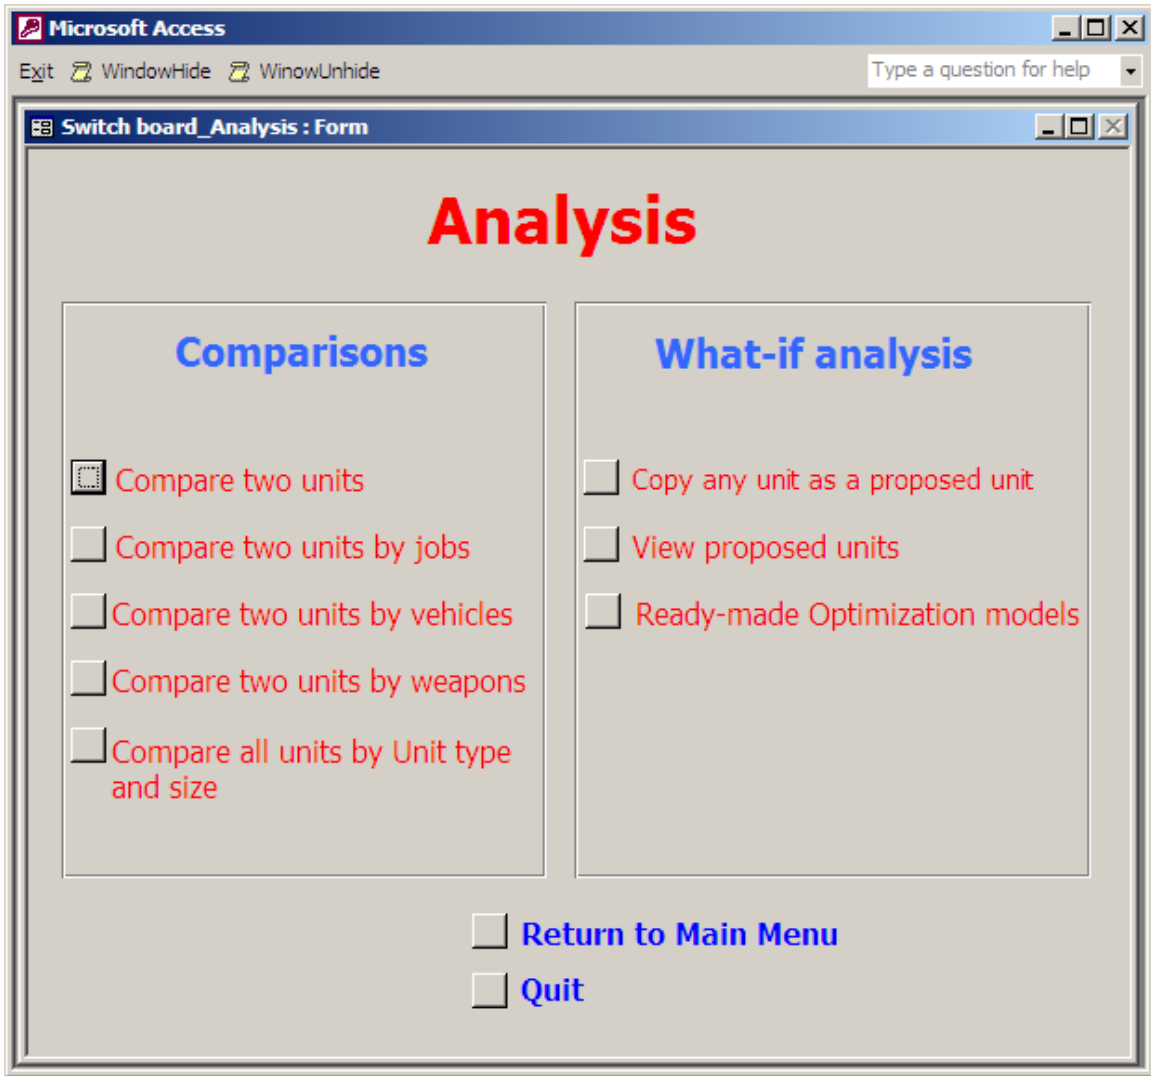 Microsoft Access
Exit WindowHide WinowUnhide Type a question for help
Switch board_Analysis : Form
Analysis
Comparisons
Compare two units
Compare two units by jobs
Compare two units by vehicles
Compare two units by weapons
Compare all units by Unit type
and size
What-if analysis
Copy any unit as a proposed unit
View proposed units
Ready-made Optimization models
Return to Main Menu
Quit